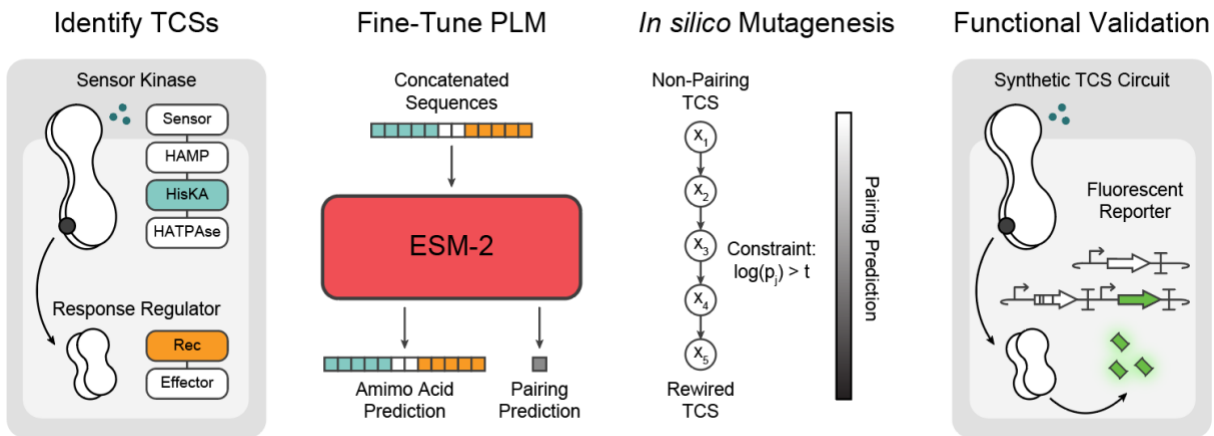 Identify TCSs
Sensor Kinase
Sensor
HAMP
HisKA
HATPAse
Response Regulator
Rec
Effector
Fine-Tune PLM
Concatenated
Sequences
ESM-2
Amimo Acid
Prediction
Pairing
Prediction
In silico Mutagenesis
Non-Pairing
TCS
x1
x2
x3
x4
x5
Constraint:
log(pj) > t
Rewired
TCS
Pairing Prediction
Functional Validation
Synthetic TCS Circuit
Fluorescent
Reporter